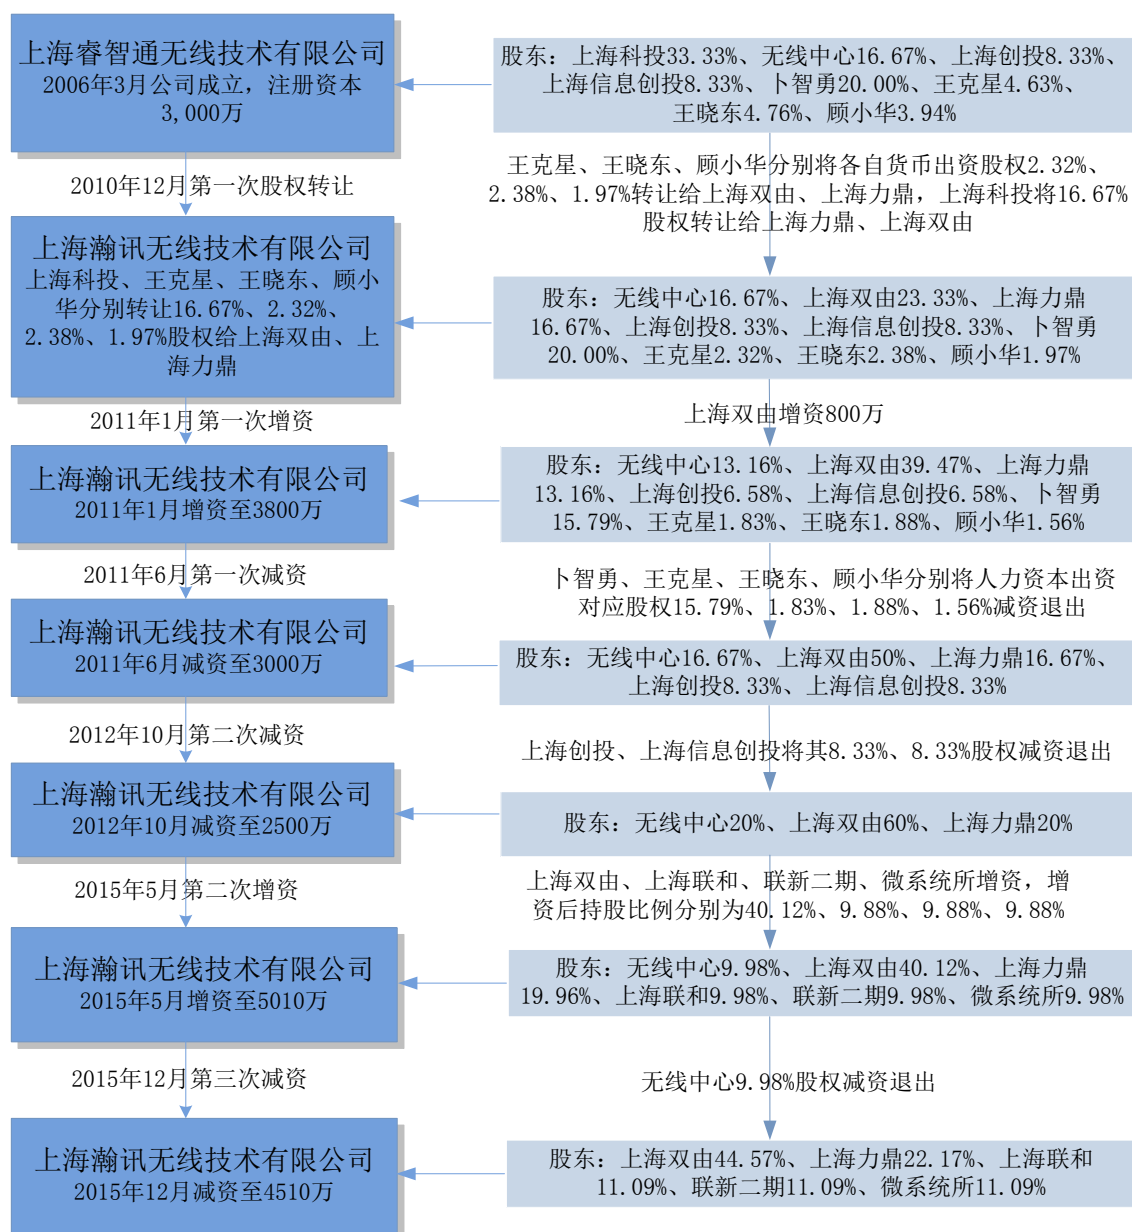 上海睿智通无线技术有限公司
2006年3月公司成立，注册资本
3,000万
股东：上海科投33.33%、无线中心16.67%、上海创投8.33%、
上海信息创投8.33%、卜智勇20.00%、王克星4.63%、
王晓东4.76%、顾小华3.94%
2010年12月第一次股权转让
王克星、王晓东、顾小华分别将各自货币出资股权2.32%、
2.38%、1.97%转让给上海双由、上海力鼎，上海科投将16.67%
股权转让给上海力鼎、上海双由
上海瀚讯无线技术有限公司
上海科投、王克星、王晓东、顾小
华分别转让16.67%、2.32%、
2.38%、1.97%股权给上海双由、上
海力鼎
股东：无线中心16.67%、上海双由23.33%、上海力鼎
16.67%、上海创投8.33%、上海信息创投8.33%、卜智勇
20.00%、王克星2.32%、王晓东2.38%、顾小华1.97%
2011年1月第一次增资
上海双由增资800万
上海瀚讯无线技术有限公司
2011年1月增资至3800万
股东：无线中心13.16%、上海双由39.47%、上海力鼎
13.16%、上海创投6.58%、上海信息创投6.58%、卜智勇
15.79%、王克星1.83%、王晓东1.88%、顾小华1.56%
2011年6月第一次减资
卜智勇、王克星、王晓东、顾小华分别将人力资本出资
对应股权15.79%、1.83%、1.88%、1.56%减资退出
上海瀚讯无线技术有限公司
2011年6月减资至3000万
股东：无线中心16.67%、上海双由50%、上海力鼎16.67%、
上海创投8.33%、上海信息创投8.33%
2012年10月第二次减资
上海创投、上海信息创投将其8.33%、8.33%股权减资退出
上海瀚讯无线技术有限公司
2012年10月减资至2500万
股东：无线中心20%、上海双由60%、上海力鼎20%
2015年5月第二次增资
上海双由、上海联和、联新二期、微系统所增资，增
资后持股比例分别为40.12%、9.88%、9.88%、9.88%
上海瀚讯无线技术有限公司
2015年5月增资至5010万
股东：无线中心9.98%、上海双由40.12%、上海力鼎
19.96%、上海联和9.98%、联新二期9.98%、微系统所9.98%
2015年12月第三次减资
无线中心9.98%股权减资退出
上海瀚讯无线技术有限公司
2015年12月减资至4510万
股东：上海双由44.57%、上海力鼎22.17%、上海联和
11.09%、联新二期11.09%、微系统所11.09%